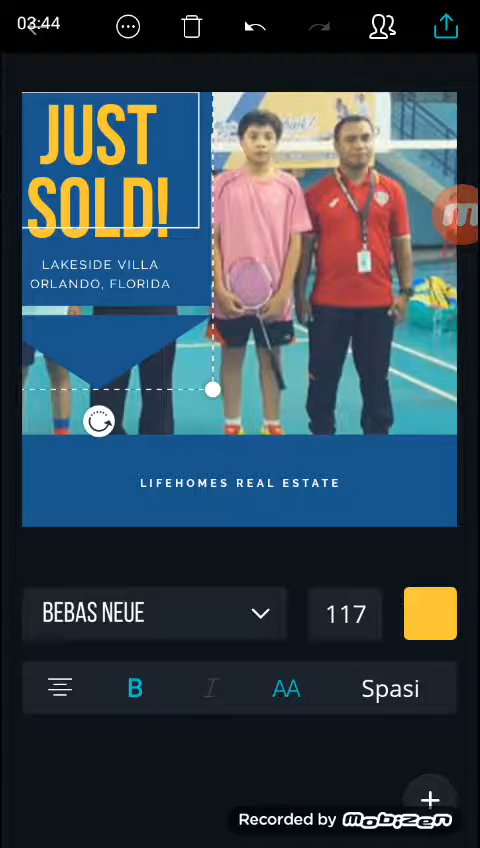 03:44
JUST
SOLD!
LAKESIDE VILLA
ORLANDO, FLORIDA
LIFEHOMES REAL ESTATE
BEBAS NEUE
117
B I AA Spasi
Recorded by MOBIZEN